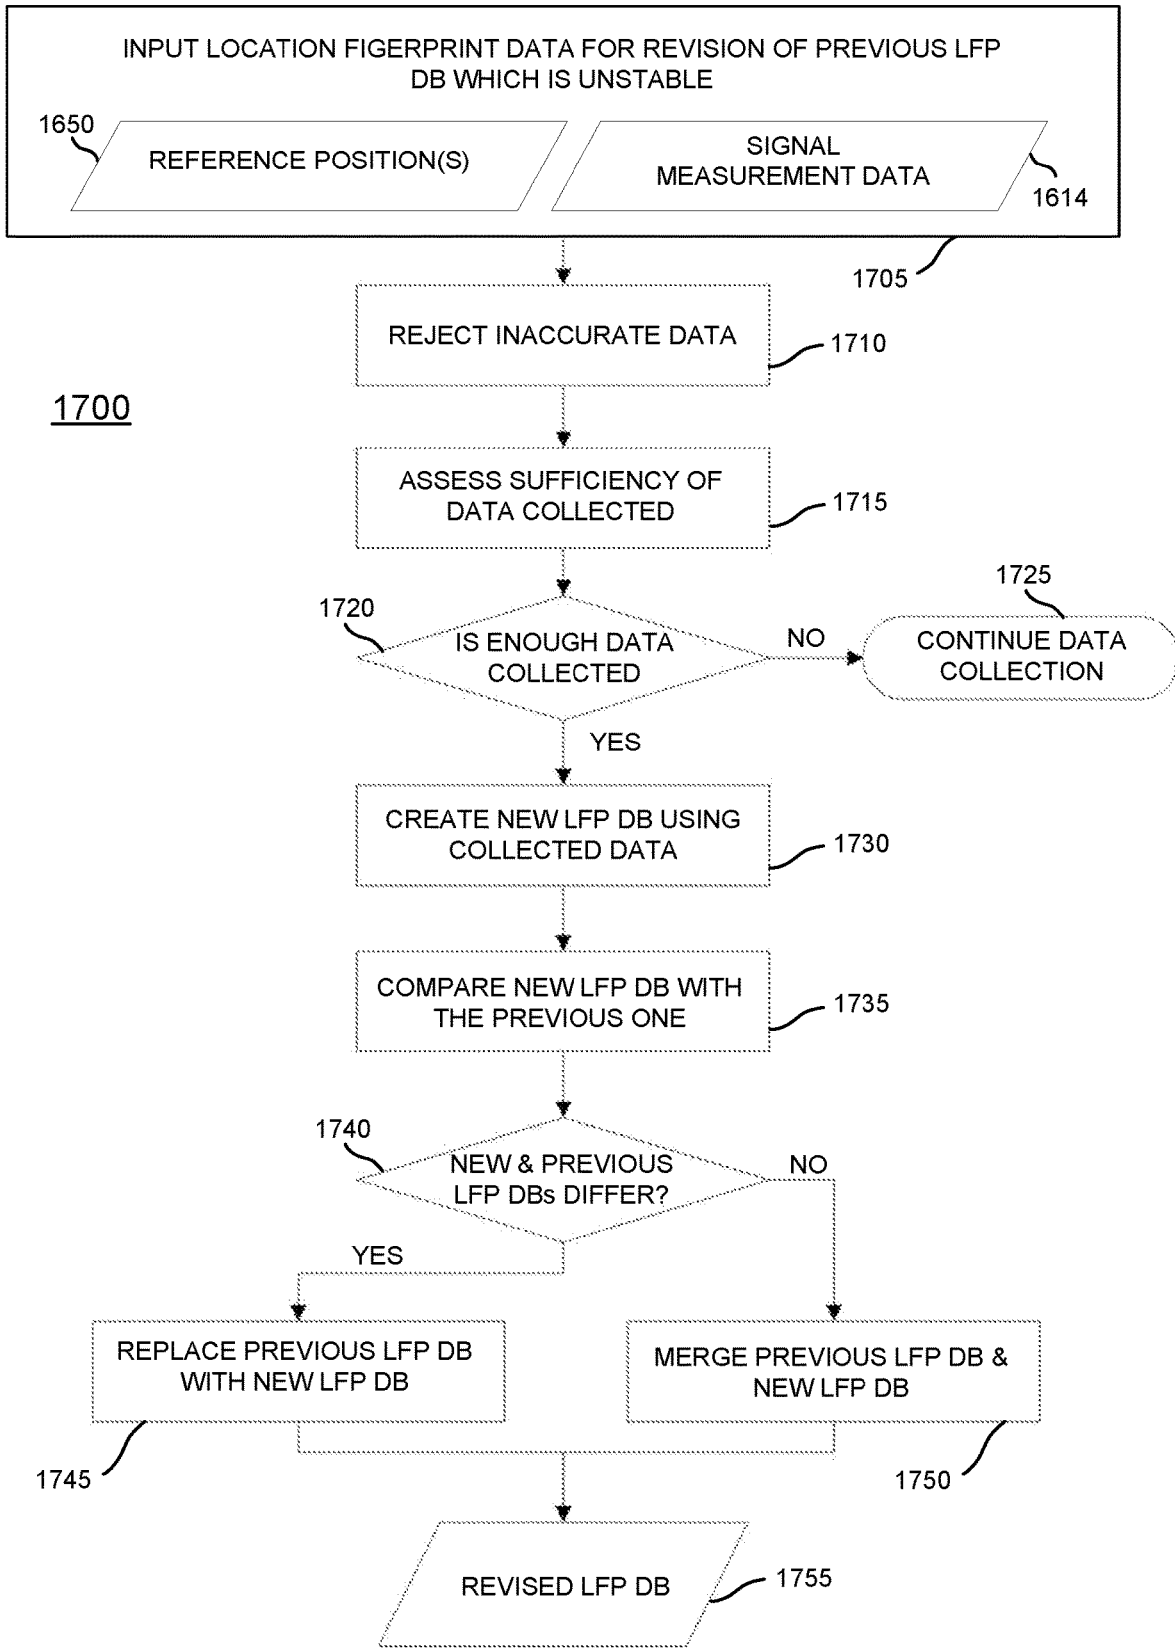 INPUT LOCATION FIGERPRINT DATA FOR REVISION OF PREVIOUS LFP
DB WHICH IS UNSTABLE
1650
REFERENCE POSITION(S)
SIGNAL
MEASUREMENT DATA
1614
1705
REJECT INACCURATE DATA
1710
1700
ASSESS SUFFICIENCY OF
DATA COLLECTED
1715
1720
IS ENOUGH DATA
COLLECTED
NO
1725
CONTINUE DATA
COLLECTION
YES
CREATE NEW LFP DB USING
COLLECTED DATA
1730
COMPARE NEW LFP DB WITH
THE PREVIOUS ONE
1735
1740
NEW & PREVIOUS
LFP DBs DIFFER?
NO
YES
REPLACE PREVIOUS LFP DB
WITH NEW LFP DB
MERGE PREVIOUS LFP DB &
NEW LFP DB
1745
1750
REVISED LFP DB
1755